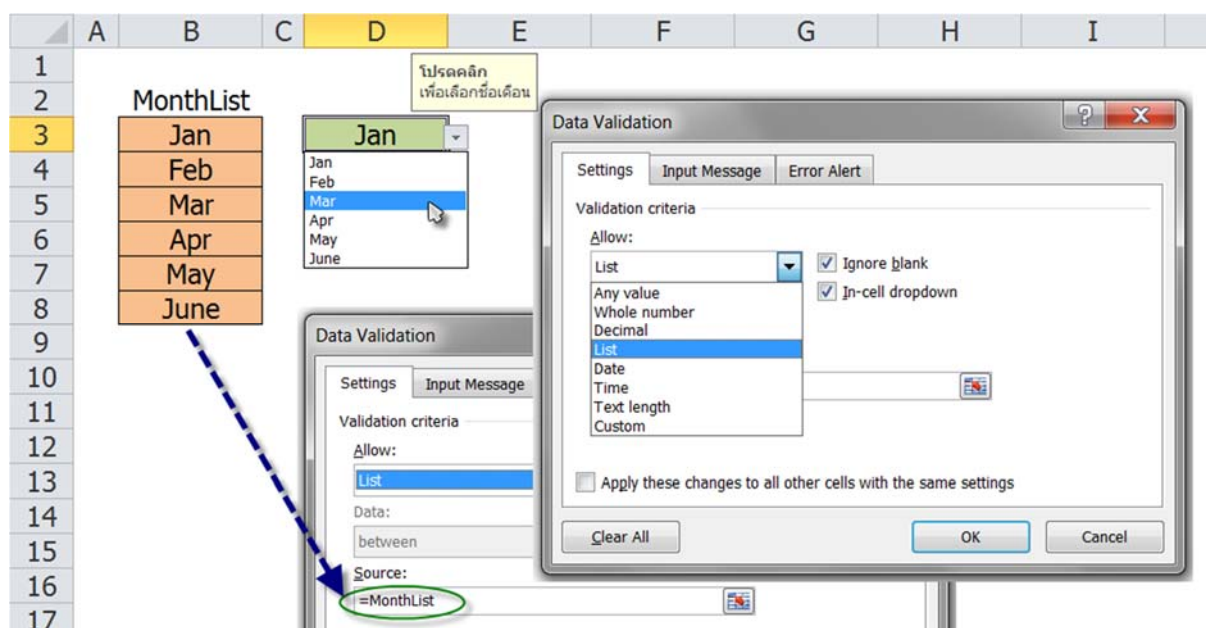 A B C D E F G H I
1
โปรดคลิก
เพื่อเลือกชื่อเดือน
2 MonthList
3 Jan Jan
4 Feb
5 Mar
6 Apr
7 May
8 June
9
10
11
12
13
14
15
16
17
Jan
Feb
Mar
Apr
May
June
Data Validation
Settings Input Message Error Alert
Validation criteria
Allow:
List
Ignore blank
In-cell dropdown
Any value
Whole number
Decimal
List
Date
Time
Text length
Custom
Apply these changes to all other cells with the same settings
Clear All OK Cancel
Data Validation
Settings Input Message
Validation criteria
Allow:
List
Data:
between
Source:
=MonthList